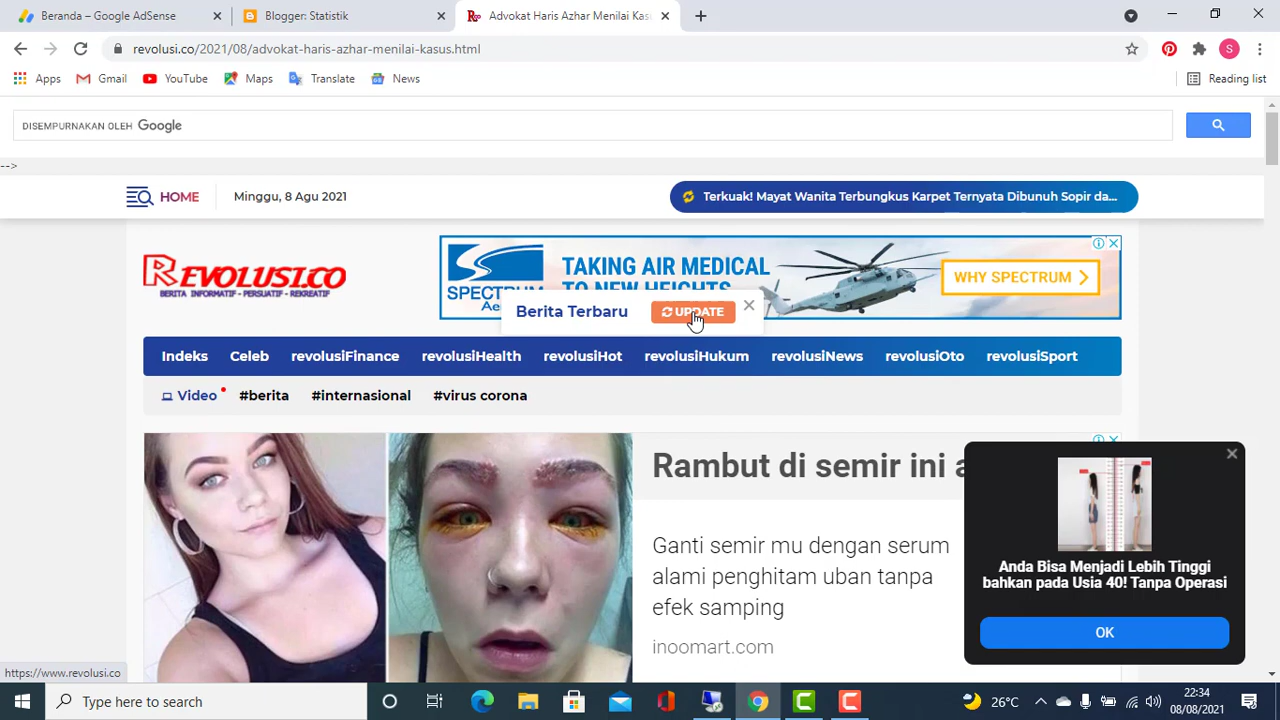 Beranda – Google AdSense
Blogger: Statistik
Advokat Haris Azhar Menilai Kas
revolusi.co/2021/08/advokat-haris-azhar-menilai-kasus.html
Apps
Gmail
YouTube
Maps
Translate
News
Reading list
S
DISEMPURNAKAN OLEH Google
-->
HOME
Minggu, 8 Agu 2021
Terkuak! Mayat Wanita Terbungkus Karpet Ternyata Dibunuh Sopir da...
REVOLUSI.CO
BERITA INFORMATIF - PERSUATIF - REKREATIF
TAKING AIR MEDICAL
TO NEW HEIGHTS
WHY SPECTRUM
Berita Terbaru
UPDATE
Indeks
Celeb
revolusiFinance
revolusiHealth
revolusiHot
revolusiHukum
revolusiNews
revolusiOto
revolusiSport
Video
#berita
#internasional
#virus corona
Rambut di semir ini a
Ganti semir mu dengan serum
alami penghitam uban tanpa
efek samping
inoomart.com
Anda Bisa Menjadi Lebih Tinggi
bahkan pada Usia 40! Tanpa Operasi
OK
https://www.revolusi.co
Type here to search
26°C
22:34
08/08/2021